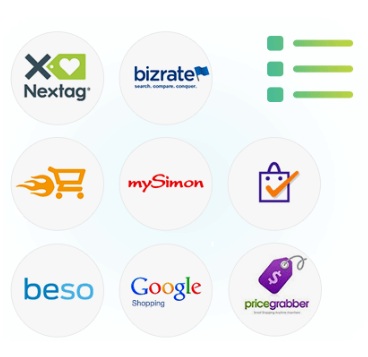 Nextag®
bizrate
search. compare. conquer.
mySimon
beso
Google
Shopping
$
pricegrabber